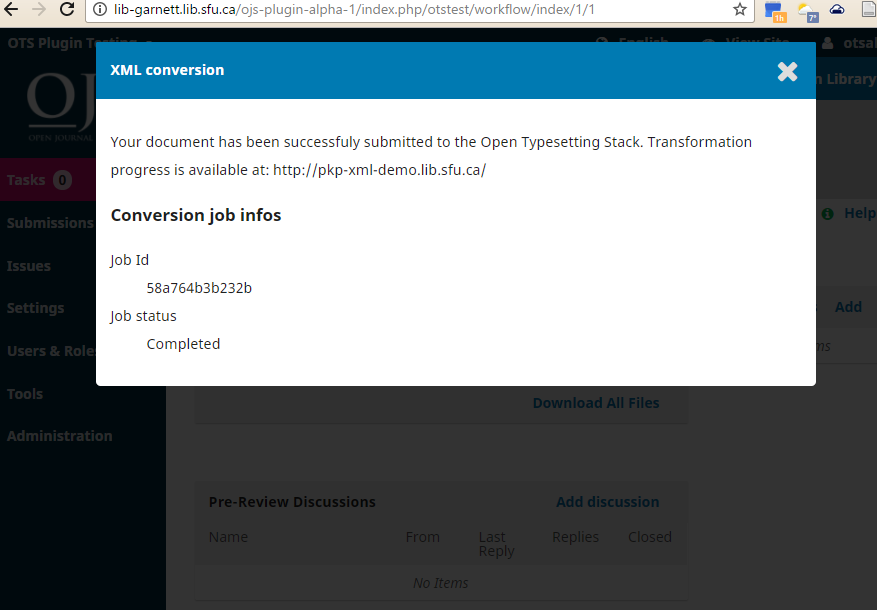 lib-garnett.lib.sfu.ca/ojs-plugin-alpha-1/index.php/otstest/workflow/index/1/1
1h
7°
OTS Plugin Testing
English
View Site
otsal
XML conversion
n Library
OJ
OPEN JOURNAL
Your document has been successfuly submitted to the Open Typesetting Stack. Transformation
progress is available at: http://pkp-xml-demo.lib.sfu.ca/
Tasks 0
Conversion job infos
Help
Submissions
Job Id
Issues
58a764b3b232b
Settings
Add
Job status
Completed
Users & Roles
Tools
Download All Files
Administration
Pre-Review Discussions
Add discussion
Name
From
Last
Reply
Replies
Closed
No Items